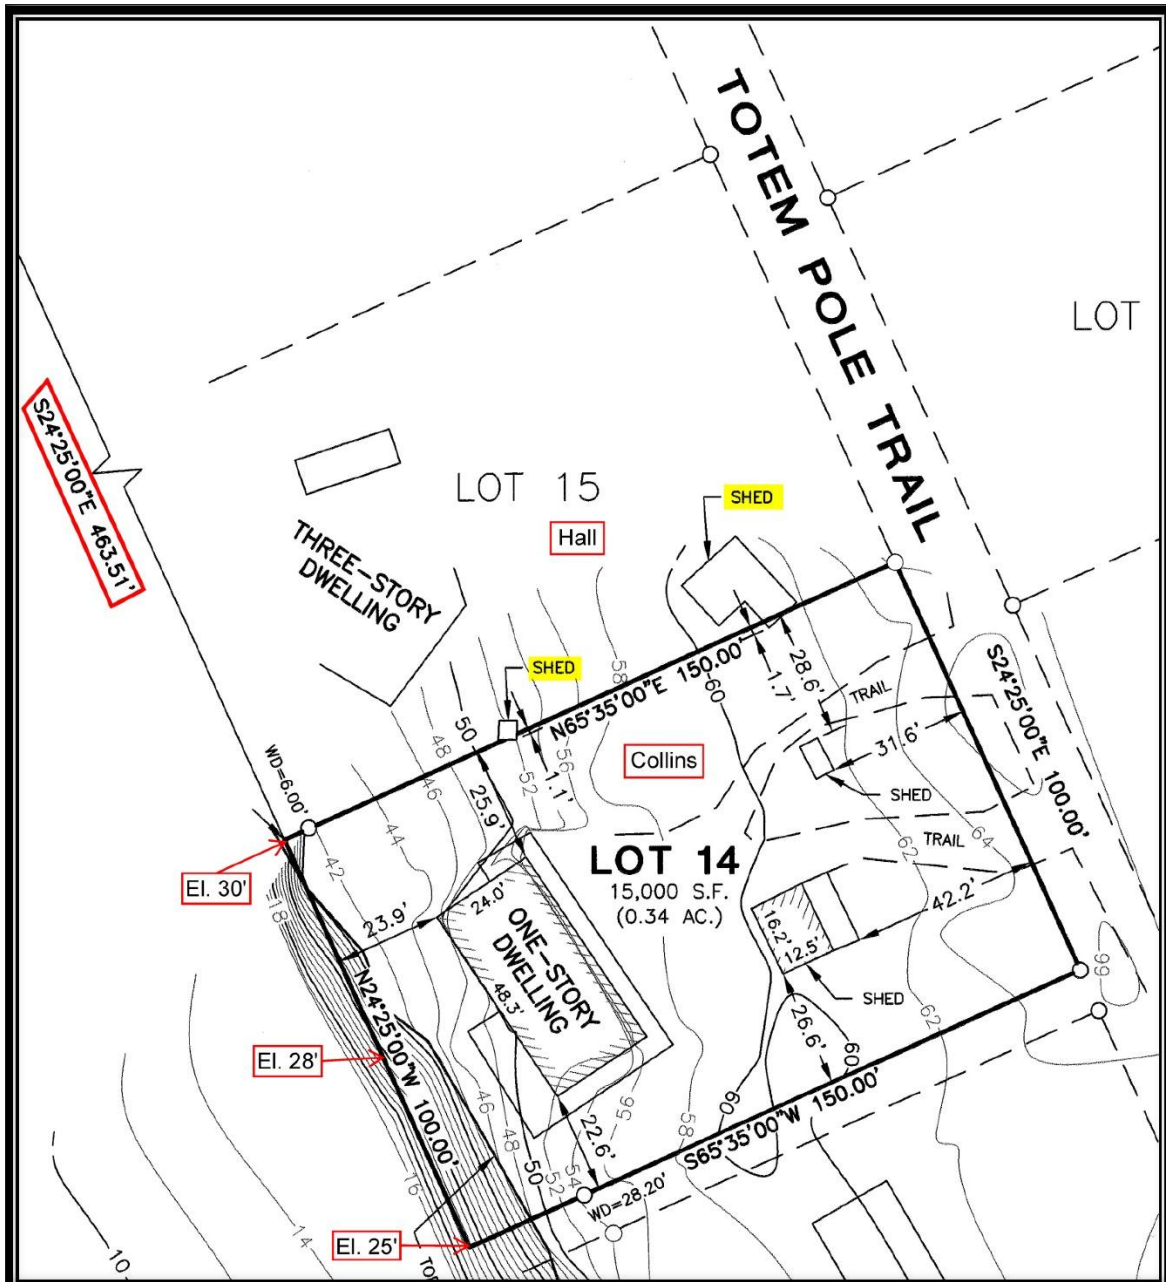 TOTEM POLE TRAIL
LOT
S24°25'00"E 463.51'
LOT 15
Hall
SHED
THREE-STORY
DWELLING
SHED
58
60
N65°35'00"E 150.00'
1.7'
28.6'
TRAIL
31.6'
S24°25'00"E 100.00'
SHED
50
48
46
44
42
52
56
1.1'
Collins
WD=6.00'
25.9'
El. 30'
18
23.9'
24.0'
ONE-STORY
DWELLING
48.3'
LOT 14
15,000 S.F.
(0.34 AC.)
62
64
TRAIL
42.2'
16.2'
12.5'
SHED
66
El. 28'
N24°25'00"W 100.00'
26.6'
62
60
60
S65°35'00"W 150.00'
46
48
50
52
54
56
58
22.6'
WD=28.20'
16
14
10
El. 25'